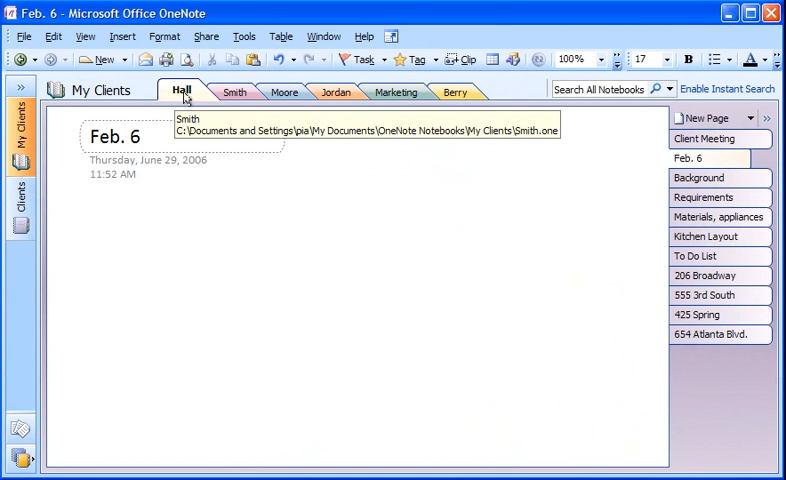 Feb. 6 - Microsoft Office OneNote
File Edit View Insert Format Share Tools Table Window Help
New Task Tag Clip 100% 17 B A
My Clients Hall Smith Moore Jordan Marketing Berry Search All Notebooks Enable Instant Search
Smith
C:\Documents and Settings\pia\My Documents\OneNote Notebooks\My Clients\Smith.one
Feb. 6
Thursday, June 29, 2006
11:52 AM
My Clients
Clients
New Page
Client Meeting
Feb. 6
Background
Requirements
Materials, appliances
Kitchen Layout
To Do List
206 Broadway
555 3rd South
425 Spring
654 Atlanta Blvd.